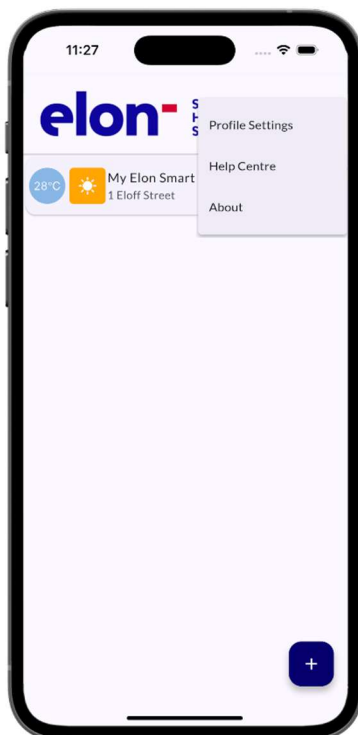 11:27
elon
S
H
S
Profile Settings
Help Centre
About
28°C
My Elon Smart
1 Eloff Street
+